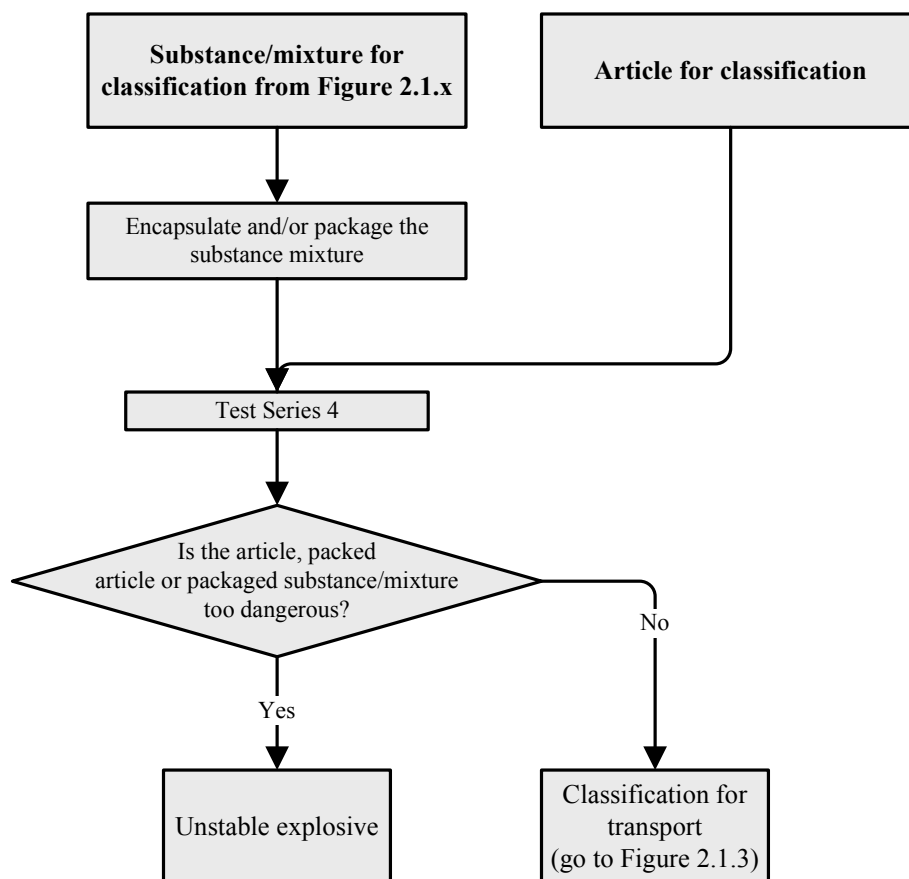 Substance/mixture for
classification from Figure 2.1.x
Article for classification
Encapsulate and/or package the
substance mixture
Test Series 4
Is the article, packed
article or packaged substance/mixture
too dangerous?
No
Yes
Unstable explosive
Classification for
transport
(go to Figure 2.1.3)